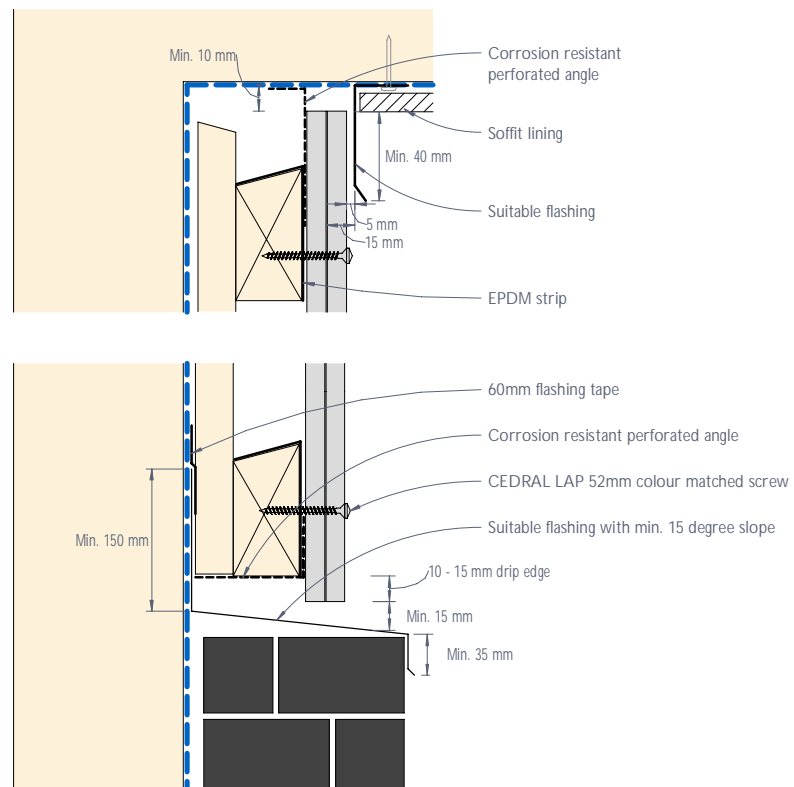 Min. 10 mm
Corrosion resistant
perforated angle
Soffit lining
Min. 40 mm
Suitable flashing
5 mm
15 mm
EPDM strip
60mm flashing tape
Corrosion resistant perforated angle
CEDRAL LAP 52mm colour matched screw
Suitable flashing with min. 15 degree slope
Min. 150 mm
10 - 15 mm drip edge
Min. 15 mm
Min. 35 mm